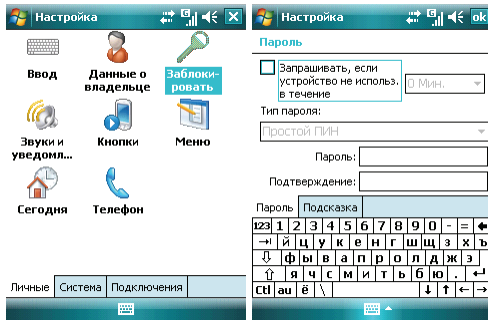 Настройка
Ввод
Данные о
владельце
Заблоки-
ровать
Звуки и
уведомл...
Кнопки
Меню
Сегодня
Телефон
Личные Система Подключения
Настройка ok
Пароль
Запрашивать, если
устройство не использ.
в течение
0 Мин.
Тип пароля:
Простой ПИН
Пароль:
Подтверждение:
Пароль Подсказка
123 1 2 3 4 5 6 7 8 9 0 - =
й ц у к е н г ш щ з х ъ
ф ы в а п р о л д ж э
я ч с м и т ь б ю .
Ctl au ё \